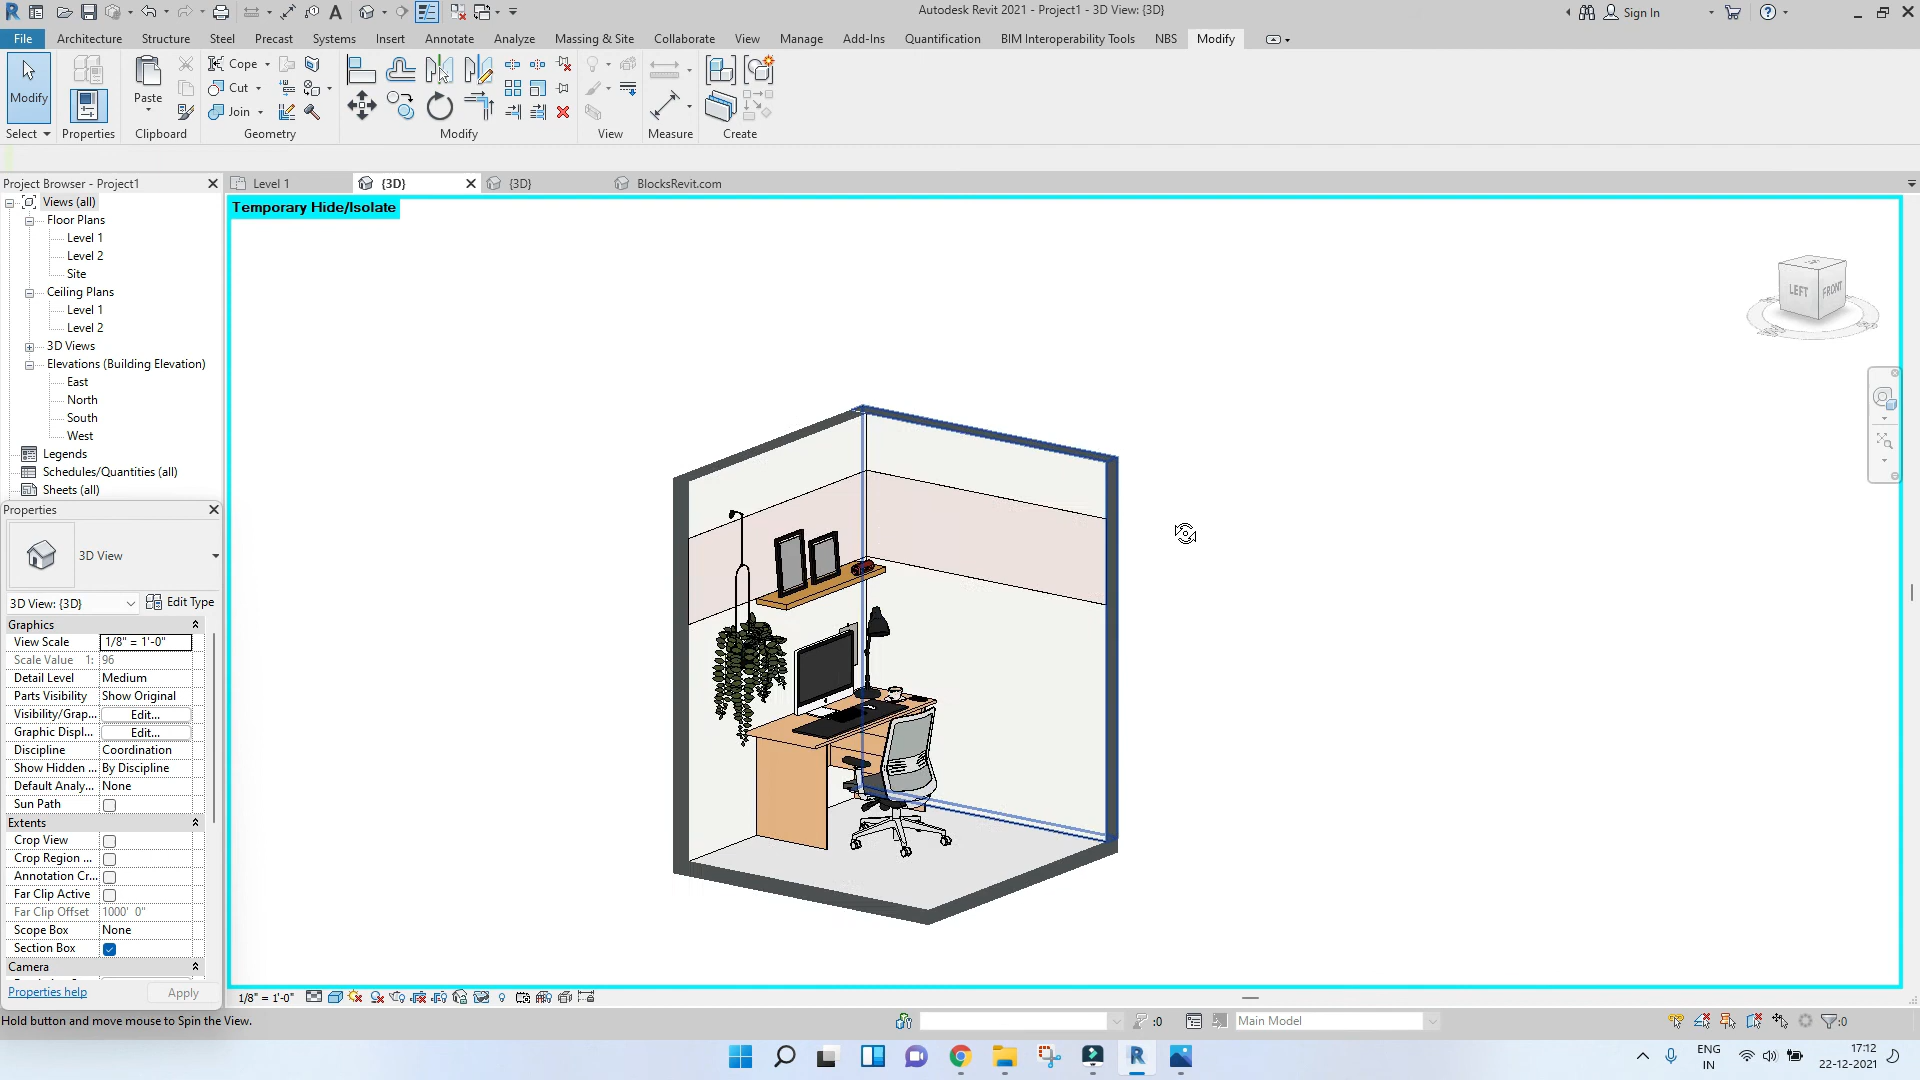 Autodesk Revit 2021 - Project1 - 3D View: {3D}
Sign In
File Architecture Structure Steel Precast Systems Insert Annotate Analyze Massing & Site Collaborate View Manage Add-Ins Quantification BIM Interoperability Tools NBS Modify
Modify
Paste
Cope
Cut
Join
Select Properties Clipboard Geometry Modify View Measure Create
Project Browser - Project1
Level 1 {3D} {3D} BlocksRevit.com
Temporary Hide/Isolate
Views (all)
Floor Plans
Level 1
Level 2
Site
Ceiling Plans
Level 1
Level 2
3D Views
Elevations (Building Elevation)
East
North
South
West
Legends
Schedules/Quantities (all)
Sheets (all)
LEFT FRONT
Properties
3D View
3D View: {3D} Edit Type
Graphics
View Scale 1/8" = 1'-0"
Scale Value 1: 96
Detail Level Medium
Parts Visibility Show Original
Visibility/Grap... Edit...
Graphic Displ... Edit...
Discipline Coordination
Show Hidden ... By Discipline
Default Analy... None
Sun Path
Extents
Crop View
Crop Region ...
Annotation Cr...
Far Clip Active
Far Clip Offset 1000' 0"
Scope Box None
Section Box
Camera
Properties help Apply
1/8" = 1'-0"
Hold button and move mouse to Spin the View.
:0
Main Model
:0
ENG
IN
17:12
22-12-2021